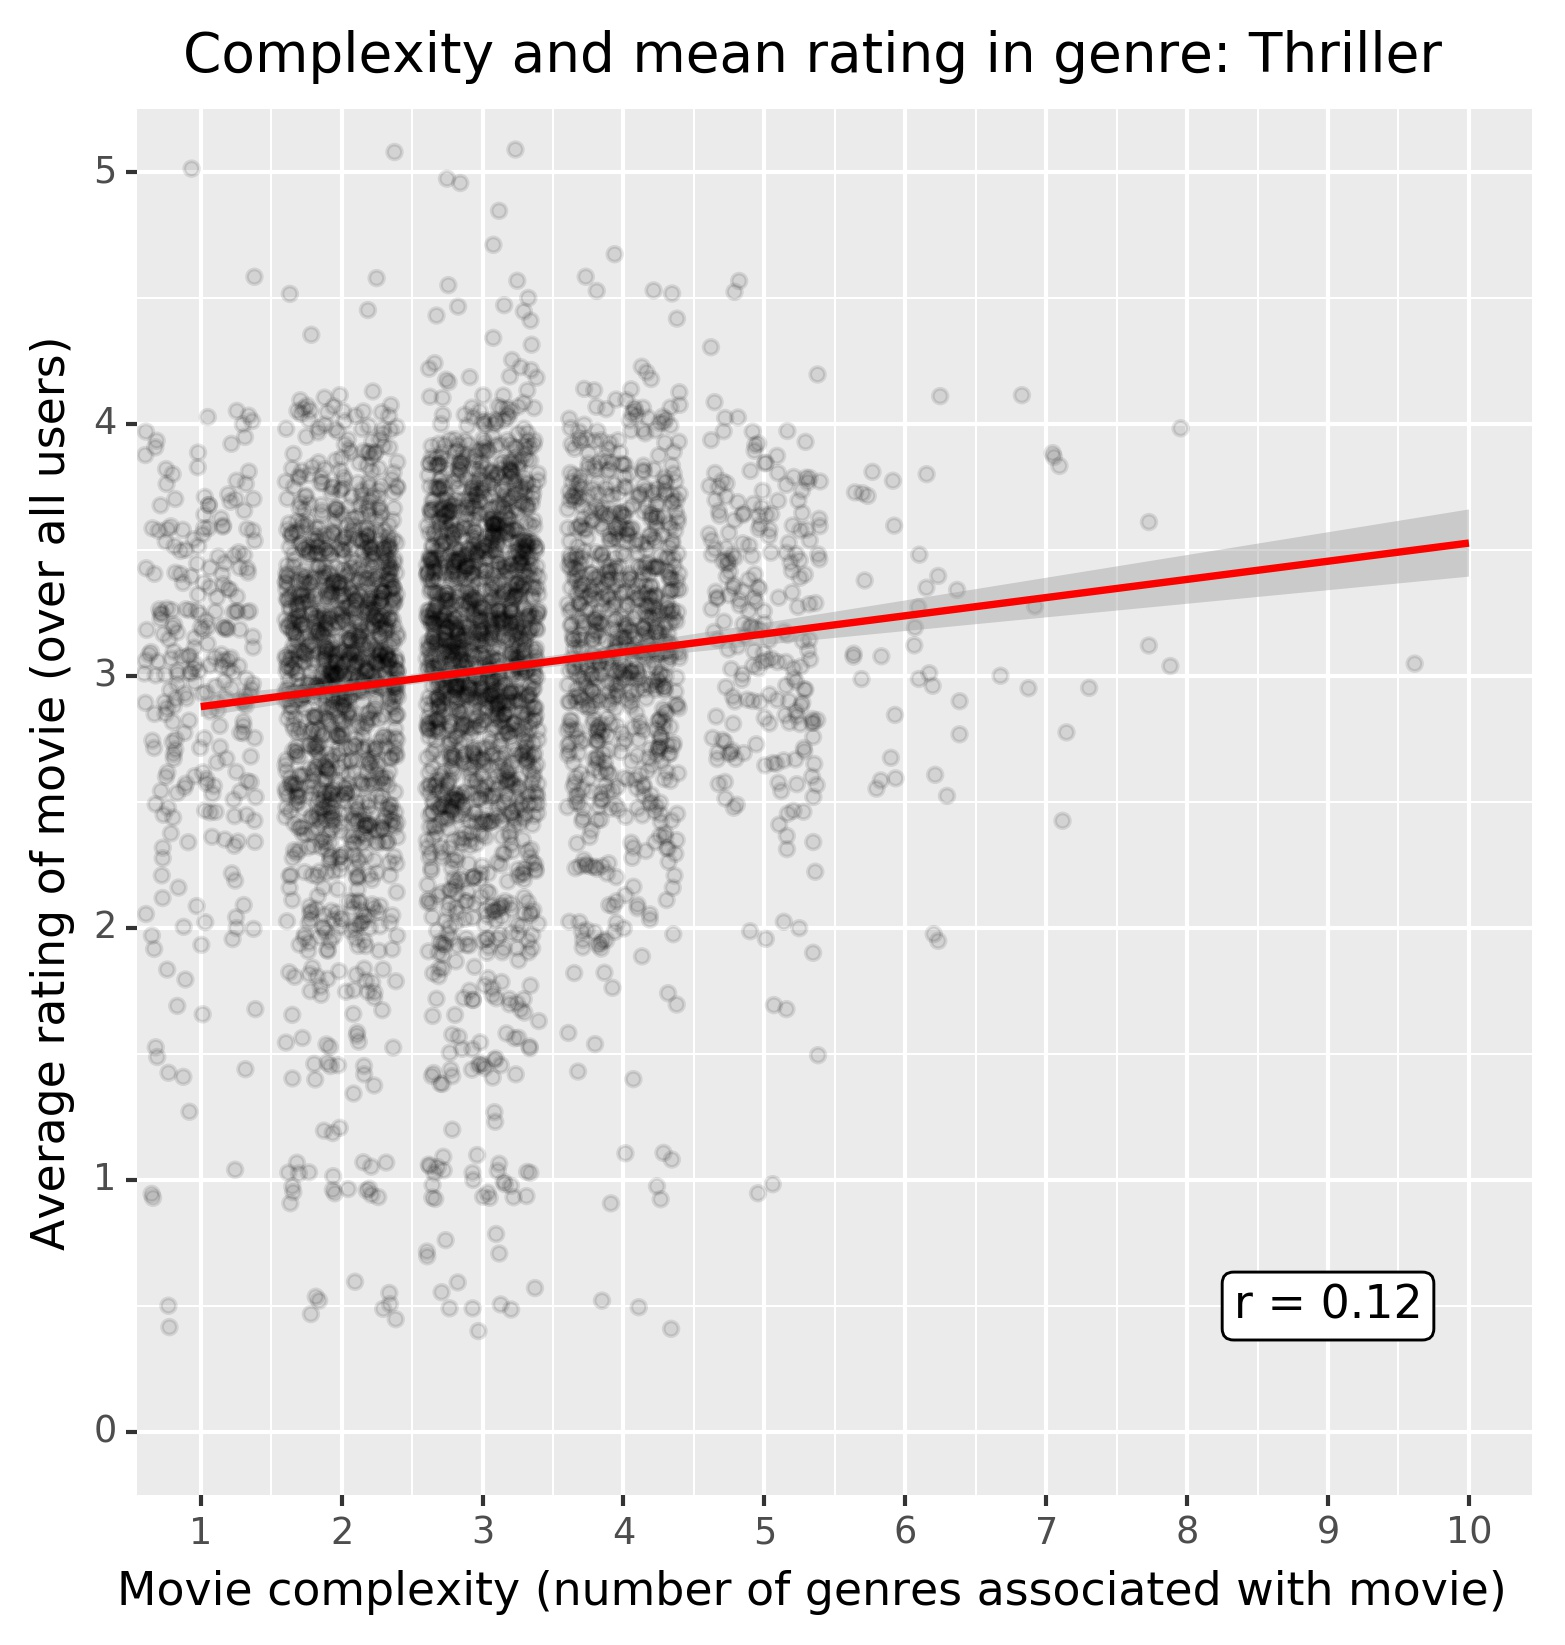 Complexity and mean rating in genre: Thriller
Average rating of movie (over all users)
5
4
3
2
1
0
r = 0.12
1 2 3 4 5 6 7 8 9 10
Movie complexity (number of genres associated with movie)